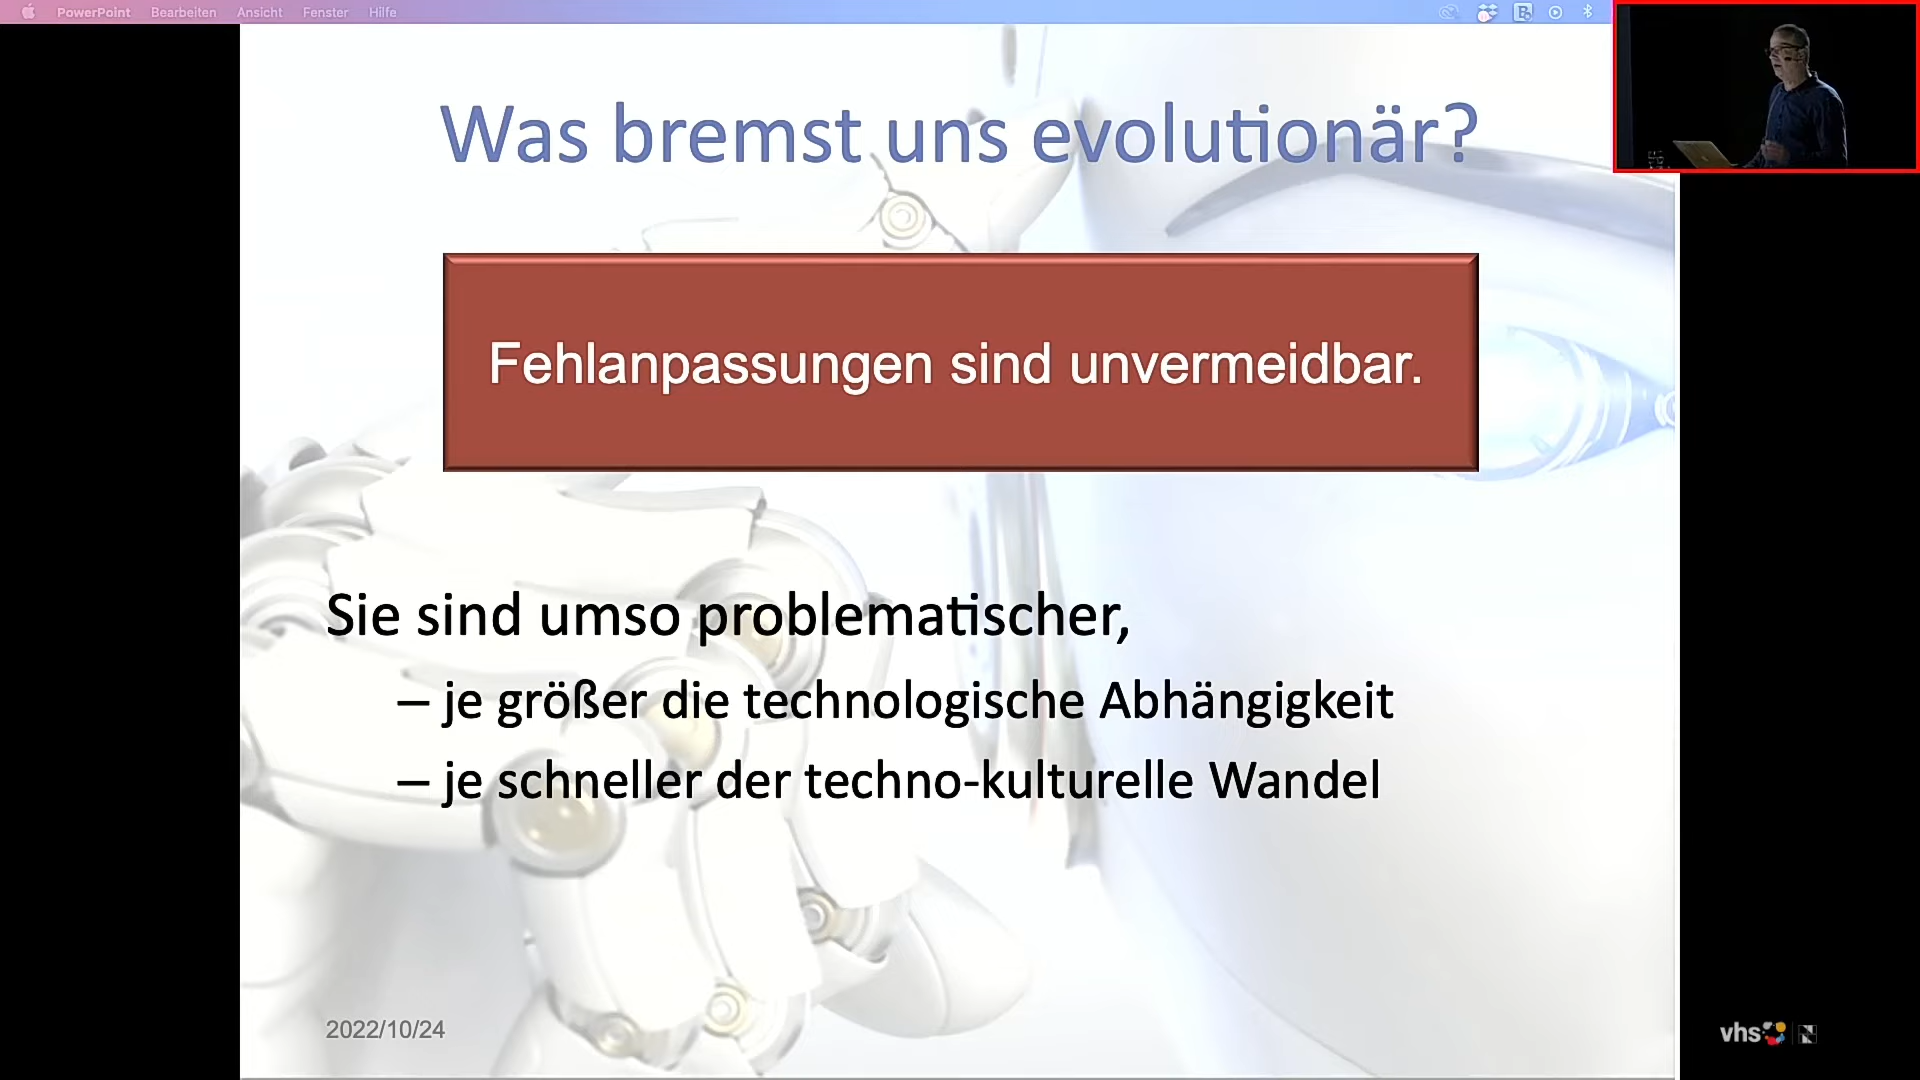 PowerPoint Bearbeiten Ansicht Fenster Hilfe
Was bremst uns evolutionär?
Fehlanpassungen sind unvermeidbar.
Sie sind umso problematischer,
– je größer die technologische Abhängigkeit
– je schneller der techno-kulturelle Wandel
2022/10/24
vhs